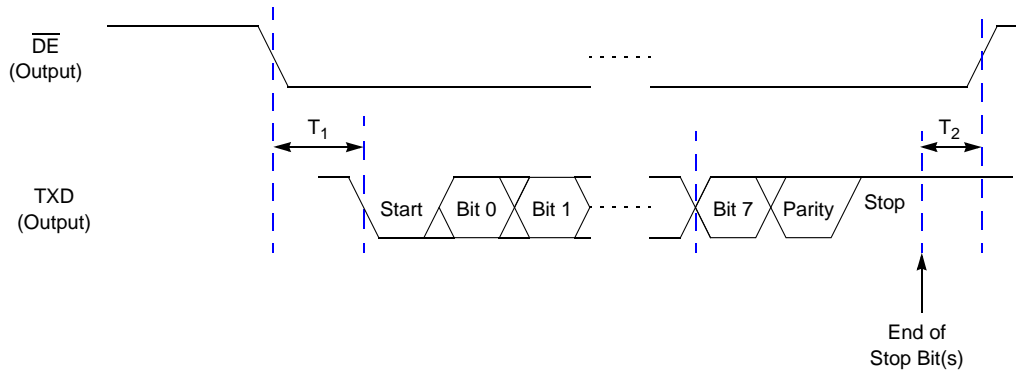 DE
(Output)
T1
T2
TXD
(Output)
Start
Bit 0
Bit 1
Bit 7
Parity
Stop
End of
Stop Bit(s)